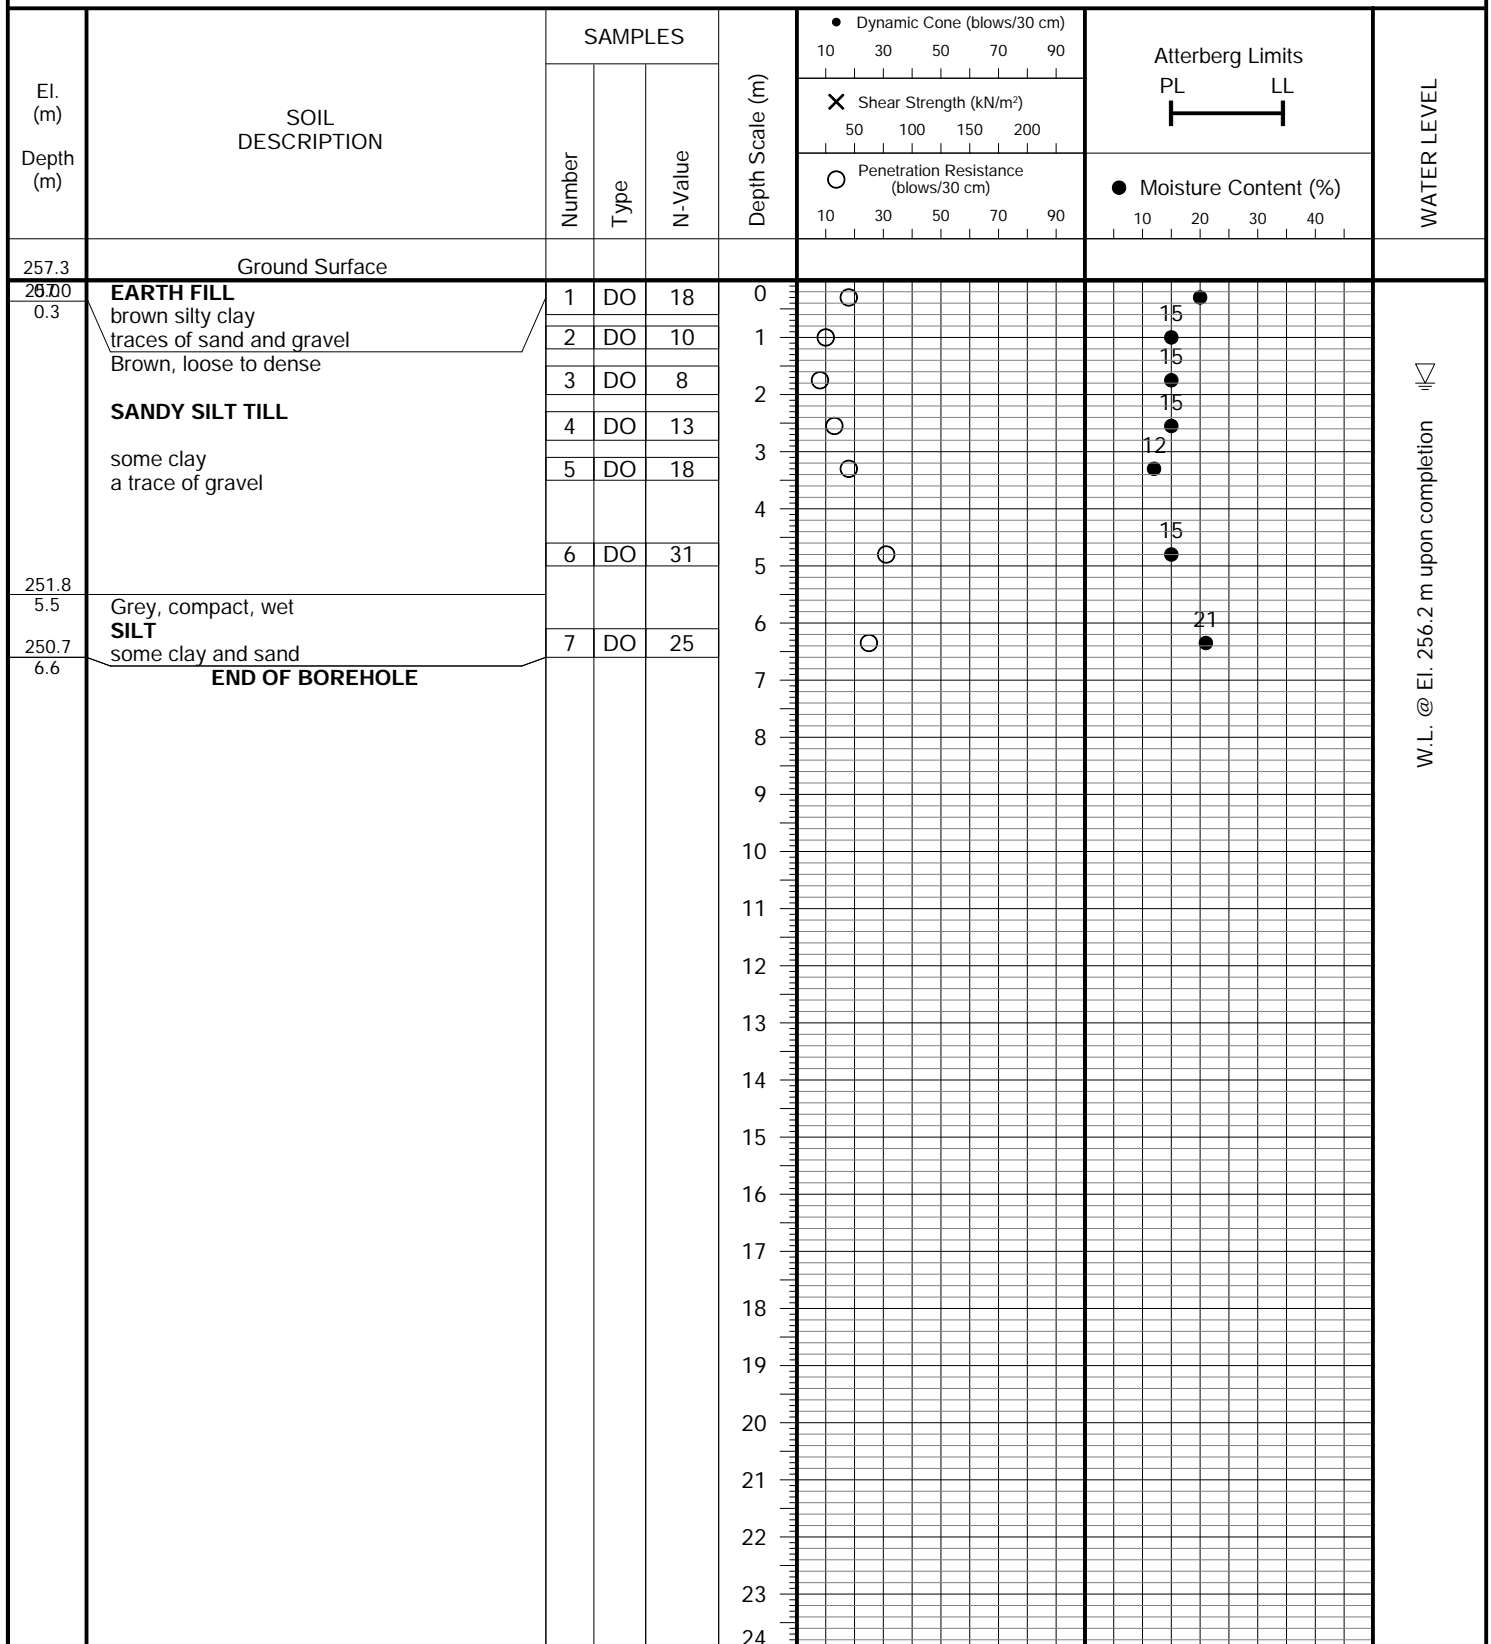 El.
(m)
Depth
(m)
SOIL
DESCRIPTION
SAMPLES
Number
Type
N-Value
Depth Scale (m)
Dynamic Cone (blows/30 cm)
10 30 50 70 90
Shear Strength (kN/m²)
50 100 150 200
Penetration Resistance
(blows/30 cm)
10 30 50 70 90
Atterberg Limits
PL LL
Moisture Content (%)
10 20 30 40
WATER LEVEL
257.3 Ground Surface
0.3
EARTH FILL
brown silty clay
traces of sand and gravel
Brown, loose to dense
SANDY SILT TILL
some clay
a trace of gravel
251.8
5.5
Grey, compact, wet
SILT
some clay and sand
250.7
6.6
END OF BOREHOLE
1 DO 18
2 DO 10
3 DO 8
4 DO 13
5 DO 18
6 DO 31
7 DO 25
0
1
2
3
4
5
6
7
8
9
10
11
12
13
14
15
16
17
18
19
20
21
22
23
24
15
15
15
12
15
21
W.L. @ El. 256.2 m upon completion